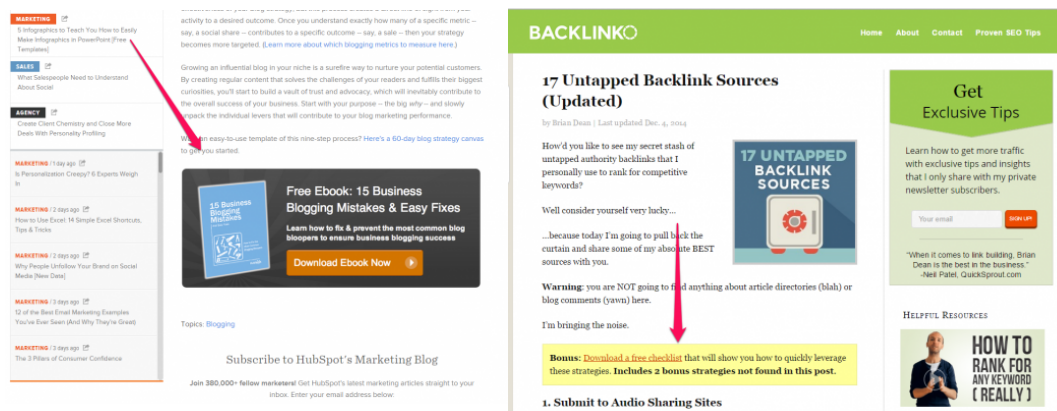 MARKETING
5 Infographics to Teach You How to Easily
Make Infographics in PowerPoint [Free
Templates]
SALES
What Salespeople Need to Understand
About Social
AGENCY
Create Client Chemistry and Close More
Deals With Personality Profiling
MARKETING / 1 day ago
Is Personalization Creepy? 6 Experts Weigh
In
MARKETING / 2 days ago
How to Use Excel: 14 Simple Excel Shortcuts,
Tips & Tricks
MARKETING / 2 days ago
Why People Unfollow Your Brand on Social
Media [New Data]
MARKETING / 3 days ago
12 of the Best Email Marketing Examples
You've Ever Seen (And Why They're Great)
MARKETING / 3 days ago
The 3 Pillars of Consumer Confidence
activity to a desired outcome. Once you understand exactly how many of a specific metric –
say, a social share – contributes to a specific outcome – say, a sale – then your strategy
becomes more targeted. (Learn more about which blogging metrics to measure here.)
Growing an influential blog in your niche is a surefire way to nurture your potential customers.
By creating regular content that solves the challenges of your readers and fulfills their biggest
curiosities, you'll start to build a vault of trust and advocacy, which will inevitably contribute to
the overall success of your business. Start with your purpose – the big why – and slowly
unpack the individual levers that will contribute to your blog marketing performance.
an easy-to-use template of this nine-step process? Here's a 60-day blog strategy canvas
to get you started.
15 Business
Blogging
Mistakes
Free Ebook: 15 Business
Blogging Mistakes & Easy Fixes
Learn how to fix & prevent the most common blog
bloopers to ensure business blogging success
Download Ebook Now
Topics: Blogging
Subscribe to HubSpot's Marketing Blog
Join 380,000+ fellow marketers! Get HubSpot's latest marketing articles straight to your
inbox. Enter your email address below:
BACKLINKO
Home About Contact Proven SEO Tips
17 Untapped Backlink Sources
(Updated)
by Brian Dean | Last updated Dec. 4, 2014
How'd you like to see my secret stash of
untapped authority backlinks that I
personally use to rank for competitive
keywords?
Well consider yourself very lucky…
…because today I'm going to pull back the
curtain and share some of my absolute BEST
sources with you.
17 UNTAPPED
BACKLINK
SOURCES
Warning: you are NOT going to find anything about article directories (blah) or
blog comments (yawn) here.
I'm bringing the noise.
Bonus: Download a free checklist that will show you how to quickly leverage
these strategies. Includes 2 bonus strategies not found in this post.
1. Submit to Audio Sharing Sites
Get
Exclusive Tips
Learn how to get more traffic
with exclusive tips and insights
that I only share with my private
newsletter subscribers.
Your email
SIGN UP!
"When it comes to link building, Brian
Dean is the best in the business."
-Neil Patel, QuickSprout.com
HELPFUL RESOURCES
HOW TO
RANK FOR
ANY KEYWORD
( REALLY )